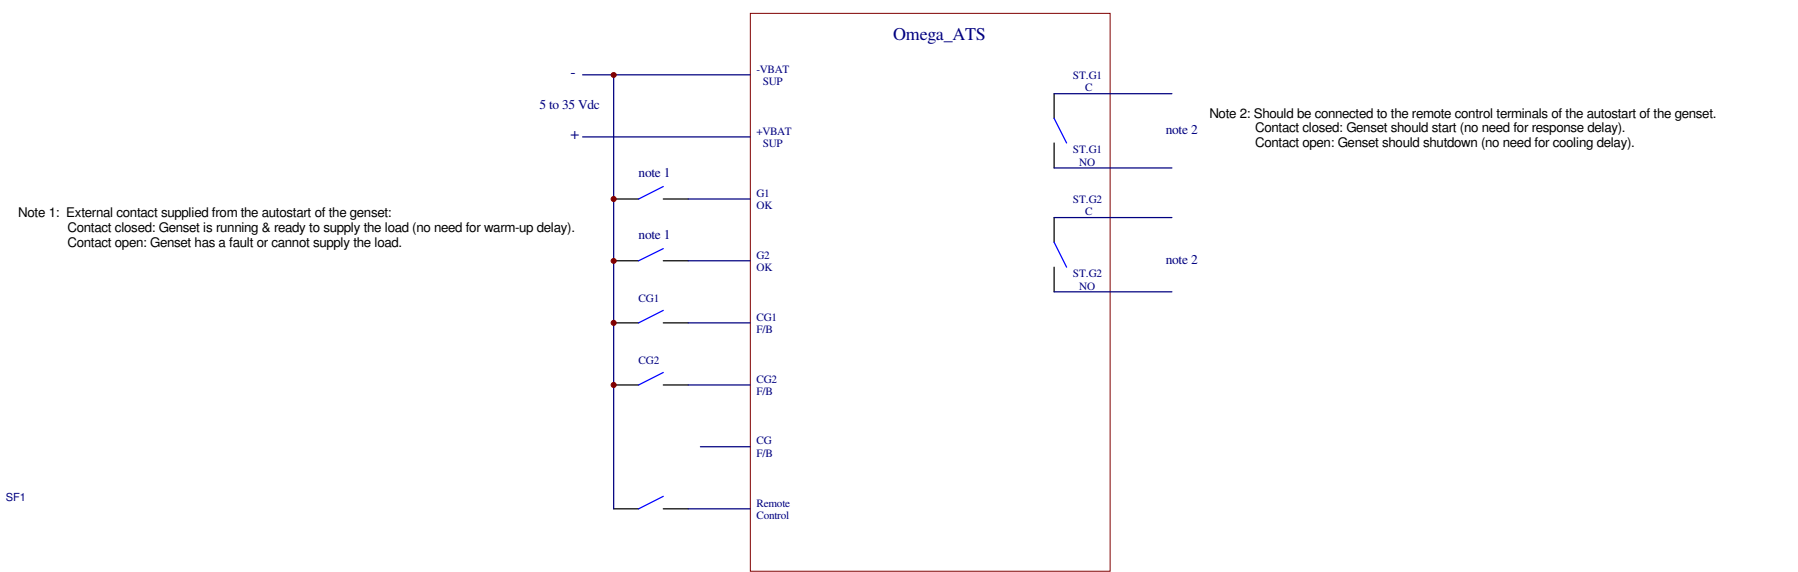 Omega_ATS
-
-VBAT
SUP
5 to 35 Vdc
+
+VBAT
SUP
note 1
G1
OK
Note 1: External contact supplied from the autostart of the genset:
Contact closed: Genset is running & ready to supply the load (no need for warm-up delay).
Contact open: Genset has a fault or cannot supply the load.
note 1
G2
OK
CG1
CG1
F/B
CG2
CG2
F/B
CG
F/B
SF1
Remote
Control
ST.G1
C
note 2
ST.G1
NO
Note 2: Should be connected to the remote control terminals of the autostart of the genset.
Contact closed: Genset should start (no need for response delay).
Contact open: Genset should shutdown (no need for cooling delay).
ST.G2
C
note 2
ST.G2
NO